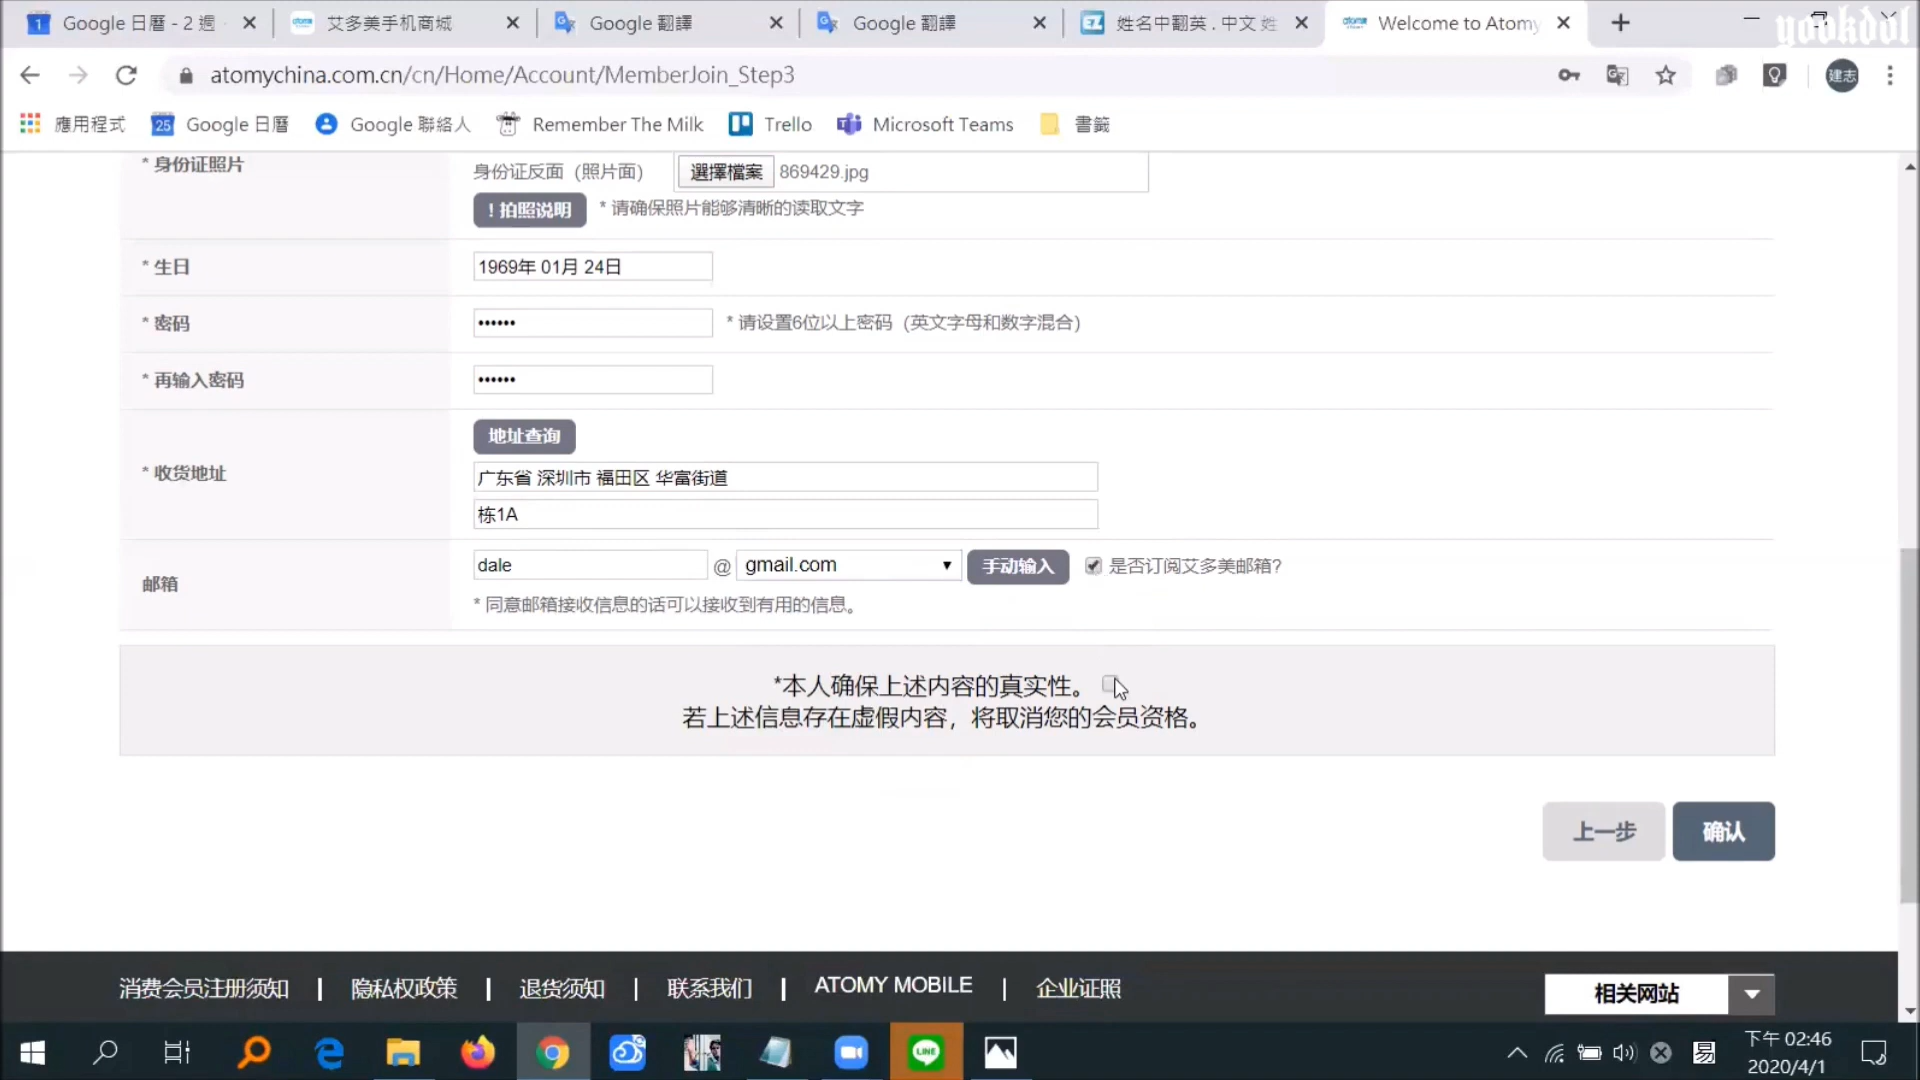 Google 日曆 - 2 週
艾多美手机商城
Google 翻譯
Google 翻譯
姓名中翻英 . 中文 姓
Welcome to Atomy
yookdol
atomychina.com.cn/cn/Home/Account/MemberJoin_Step3
建志
應用程式
25
Google 日曆
Google 聯絡人
Remember The Milk
Trello
Microsoft Teams
書籤
* 身份证照片
身份证反面（照片面）
選擇檔案 869429.jpg
! 拍照说明
* 请确保照片能够清晰的读取文字
* 生日
1969年 01月 24日
* 密码
••••••
* 请设置6位以上密码（英文字母和数字混合）
* 再输入密码
••••••
地址查询
* 收货地址
广东省 深圳市 福田区 华富街道
栋1A
邮箱
dale @ gmail.com
手动输入
是否订阅艾多美邮箱?
* 同意邮箱接收信息的话可以接收到有用的信息。
*本人确保上述内容的真实性。
若上述信息存在虚假内容，将取消您的会员资格。
上一步
确认
消费会员注册须知 | 隐私权政策 | 退货须知 | 联系我们 | ATOMY MOBILE | 企业证照
相关网站
LINE
易
下午 02:46
2020/4/1